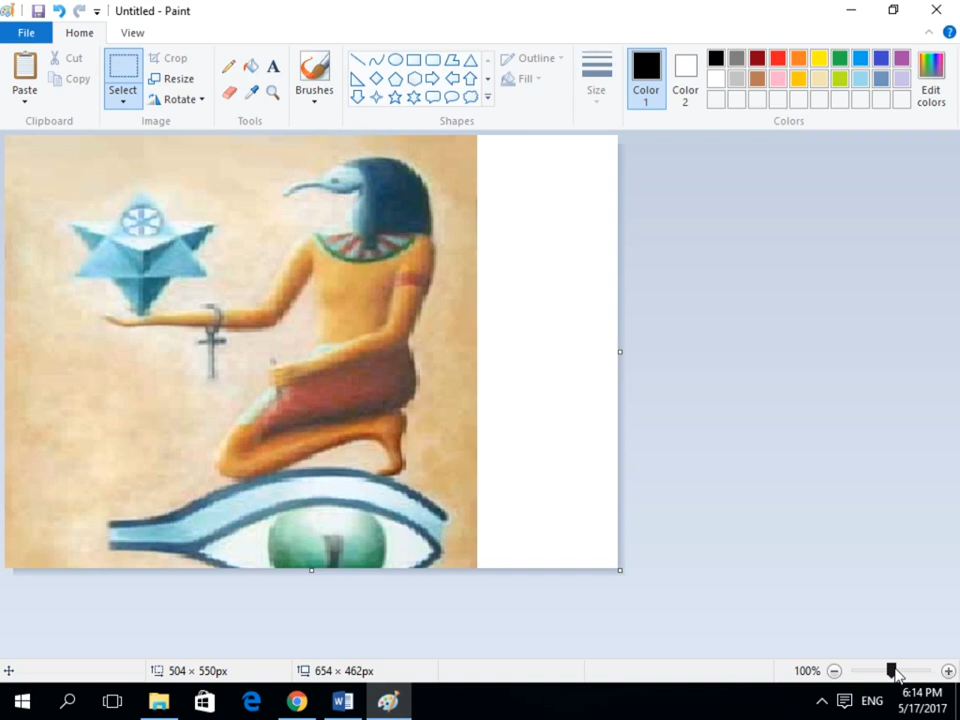 Untitled - Paint
File Home View
Paste Cut Copy Clipboard
Select Crop Resize Rotate Image
A Tools
Brushes
Outline Fill Shapes
Size
Color 1 Color 2 Edit colors Colors
504 × 550px 654 × 462px 100%
ENG 6:14 PM
5/17/2017